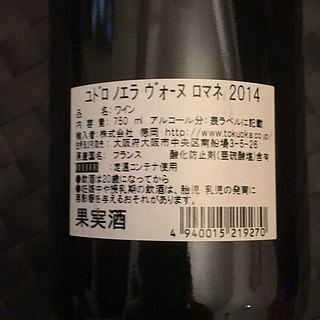 ユドロ ノエラ ヴォーヌ ロマネ 2014
品 名: ワイン
内 容 量: 750 ml アルコール分: 裏ラベルに記載
輸入者: 株式会社 徳岡 http://www.tokuoka.co.jp/
大阪府大阪市中央区南船場3-5-26
原産国名: フランス 酸化防止剤(亜硫酸塩)含有
:定温コンテナ使用
●飲酒は20歳になってから
●妊娠中や授乳期の飲酒は、胎児・乳児の発育に
悪影響を与えるおそれがあります。
果実酒
4 940015 219270